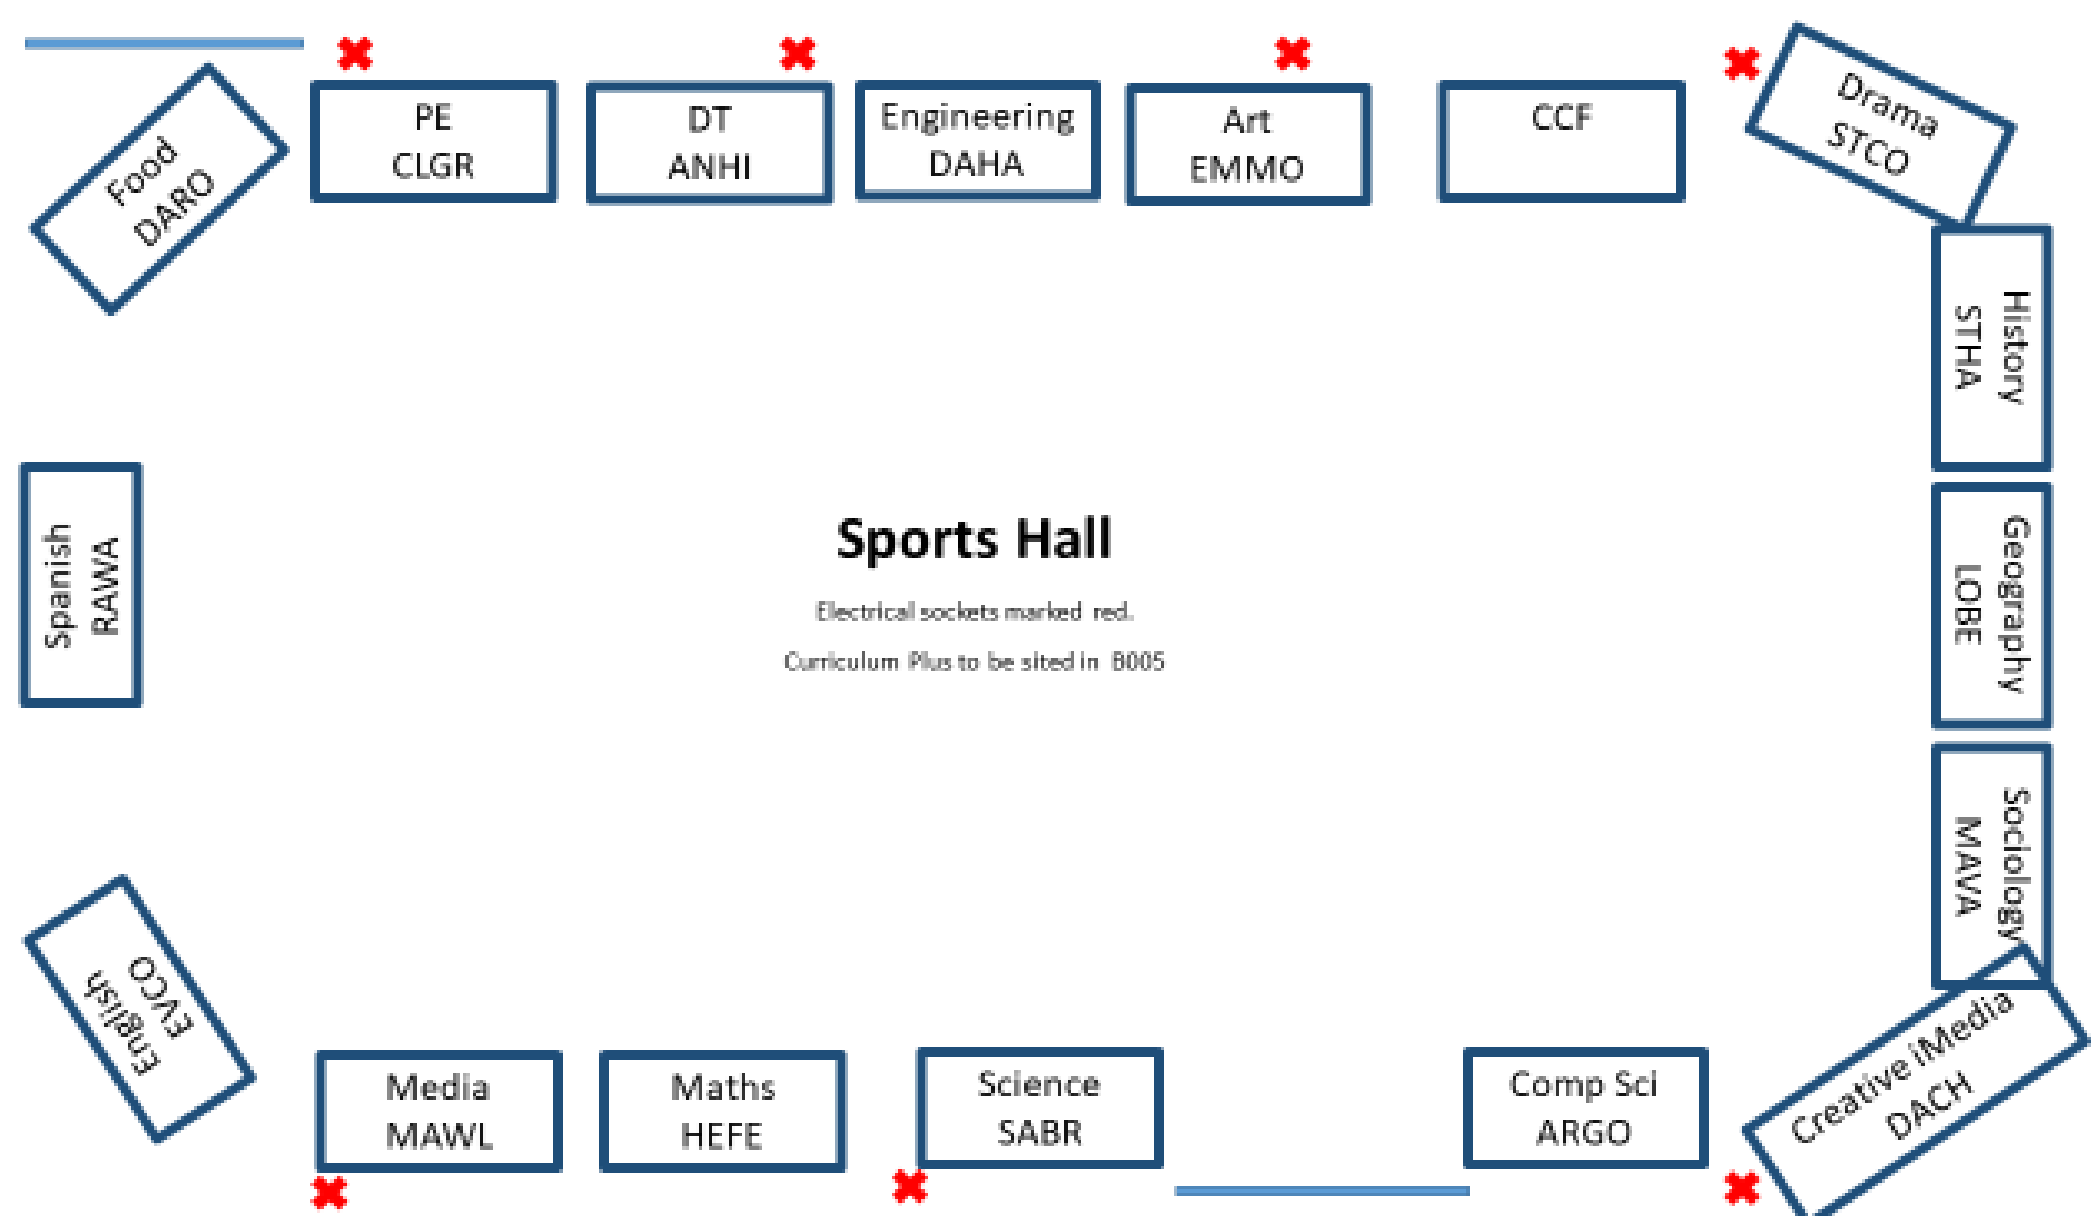 Food
DARO
PE
CLGR
DT
ANHI
Engineering
DAHA
Art
EMMO
CCF
Drama
STCO
History
STHA
Geography
LOBE
Sociology
MAVA
Spanish
RAWA
Sports Hall
Electrical sockets marked red.
Curriculum Plus to be sited in B005
English
EVCO
Media
MAWL
Maths
HEFE
Science
SABR
Comp Sci
ARGO
Creative iMedia
DACH